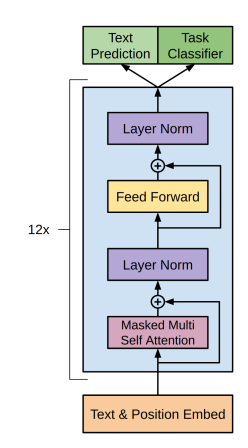 Text
Prediction
Task
Classifier
Layer Norm
+
Feed Forward
12x
Layer Norm
+
Masked Multi
Self Attention
Text & Position Embed